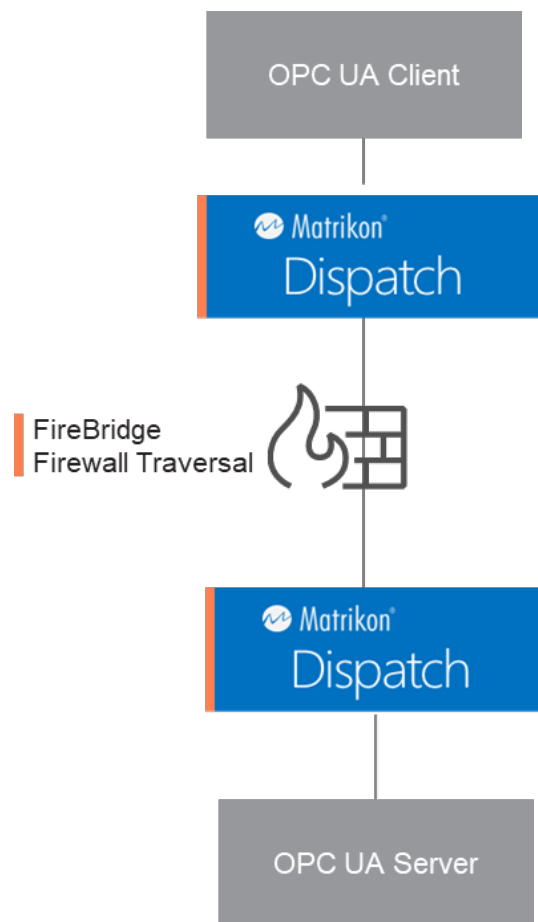 OPC UA Client
Matrikon®
Dispatch
FireBridge
Firewall Traversal
Matrikon®
Dispatch
OPC UA Server